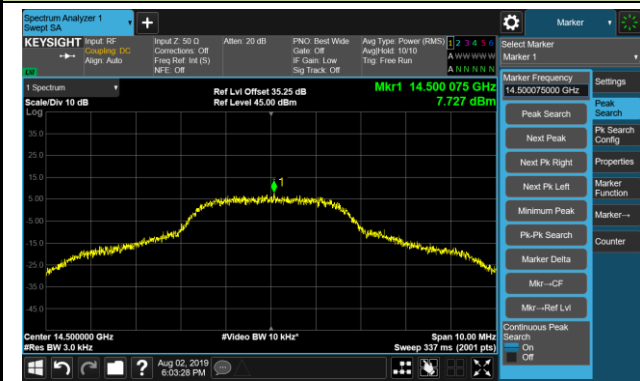 Spectrum Analyzer 1
Swept SA
+
Marker
KEYSIGHT
Input: RF
Coupling: DC
Align: Auto
Input Z: 50 Ω
Corrections: Off
Freq Ref: Int (S)
NFE: Off
Atten: 20 dB
PNO: Best Wide
Gate: Off
IF Gain: Low
Sig Track: Off
Avg Type: Power (RMS)
Avg|Hold: 10/10
Trig: Free Run
1 2 3 4 5 6
A W W W W W
A N N N N N
Select Marker
Marker 1
1 Spectrum
Scale/Div 10 dB
Log
Ref Lvl Offset 35.25 dB
Ref Level 45.00 dBm
Mkr1 14.500 075 GHz
7.727 dBm
35.0
25.0
15.0
5.00
-5.00
-15.0
-25.0
-35.0
-45.0
1
Center 14.500000 GHz
#Res BW 3.0 kHz
#Video BW 10 kHz*
Span 10.00 MHz
Sweep 337 ms (2001 pts)
Marker Frequency
14.500075000 GHz
Peak Search
Next Peak
Next Pk Right
Next Pk Left
Minimum Peak
Pk-Pk Search
Marker Delta
Mkr→CF
Mkr→Ref Lvl
Continuous Peak
Search
On
Off
Settings
Peak
Search
Pk Search
Config
Properties
Marker
Function
Marker→
Counter
?
Aug 02, 2019
6:03:28 PM